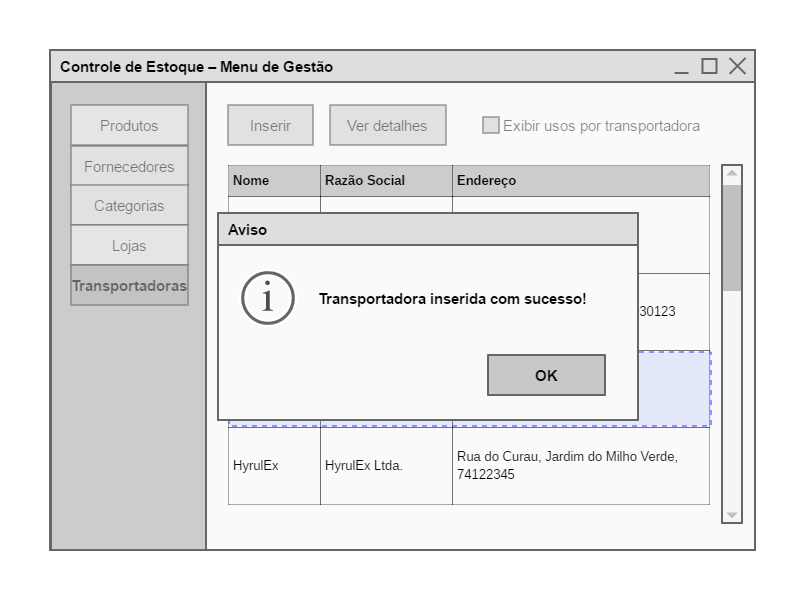 Controle de Estoque – Menu de Gestão
Produtos
Fornecedores
Categorias
Lojas
Transportadoras
Inserir
Ver detalhes
Exibir usos por transportadora
Nome
Razão Social
Endereço
Aviso
i
Transportadora inserida com sucesso!
30123
OK
HyrulEx
HyrulEx Ltda.
Rua do Curau, Jardim do Milho Verde,
74122345